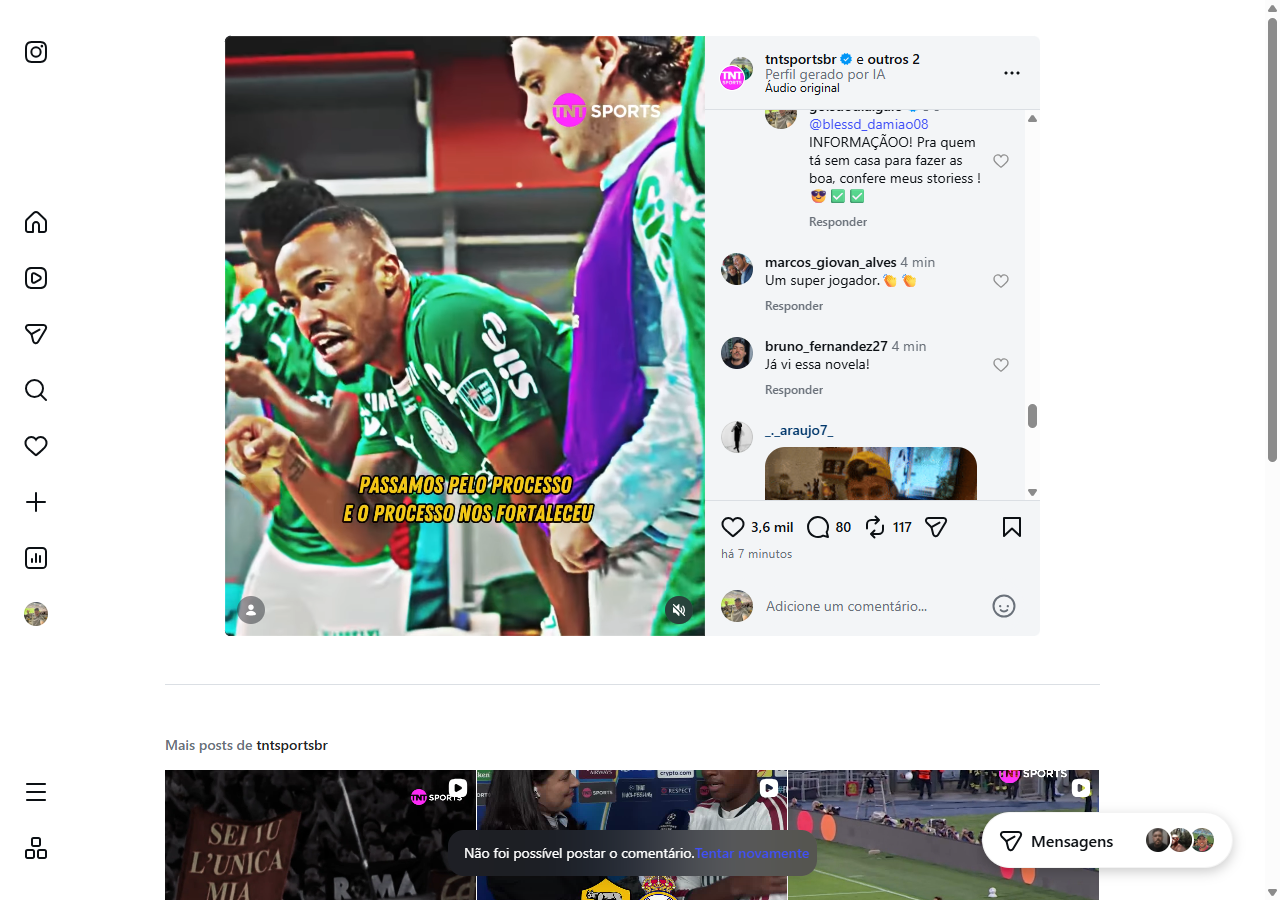 tntsportsbr e outros 2
Perfil gerado por IA
Áudio original
@blessd_damiao08
INFORMAÇÃOO! Pra quem
tá sem casa para fazer as
boa, confere meus storiess !
😎 ✅ ✅
Responder
marcos_giovan_alves 4 min
Um super jogador. 👏 👏
Responder
bruno_fernandez27 4 min
Já vi essa novela!
Responder
_._araujo7_
3,6 mil 80 117
há 7 minutos
Adicione um comentário...
TNT SPORTS
Cimed
PASSAMOS PELO PROCESSO
E O PROCESSO NOS FORTALECEU
Mais posts de tntsportsbr
TNT SPORTS
SEI TU
L'UNICA
MIA
ROMA
crypto.com
TNT SPORTS
RESPECT
TNT SPORTS
Não foi possível postar o comentário. Tentar novamente
Mensagens